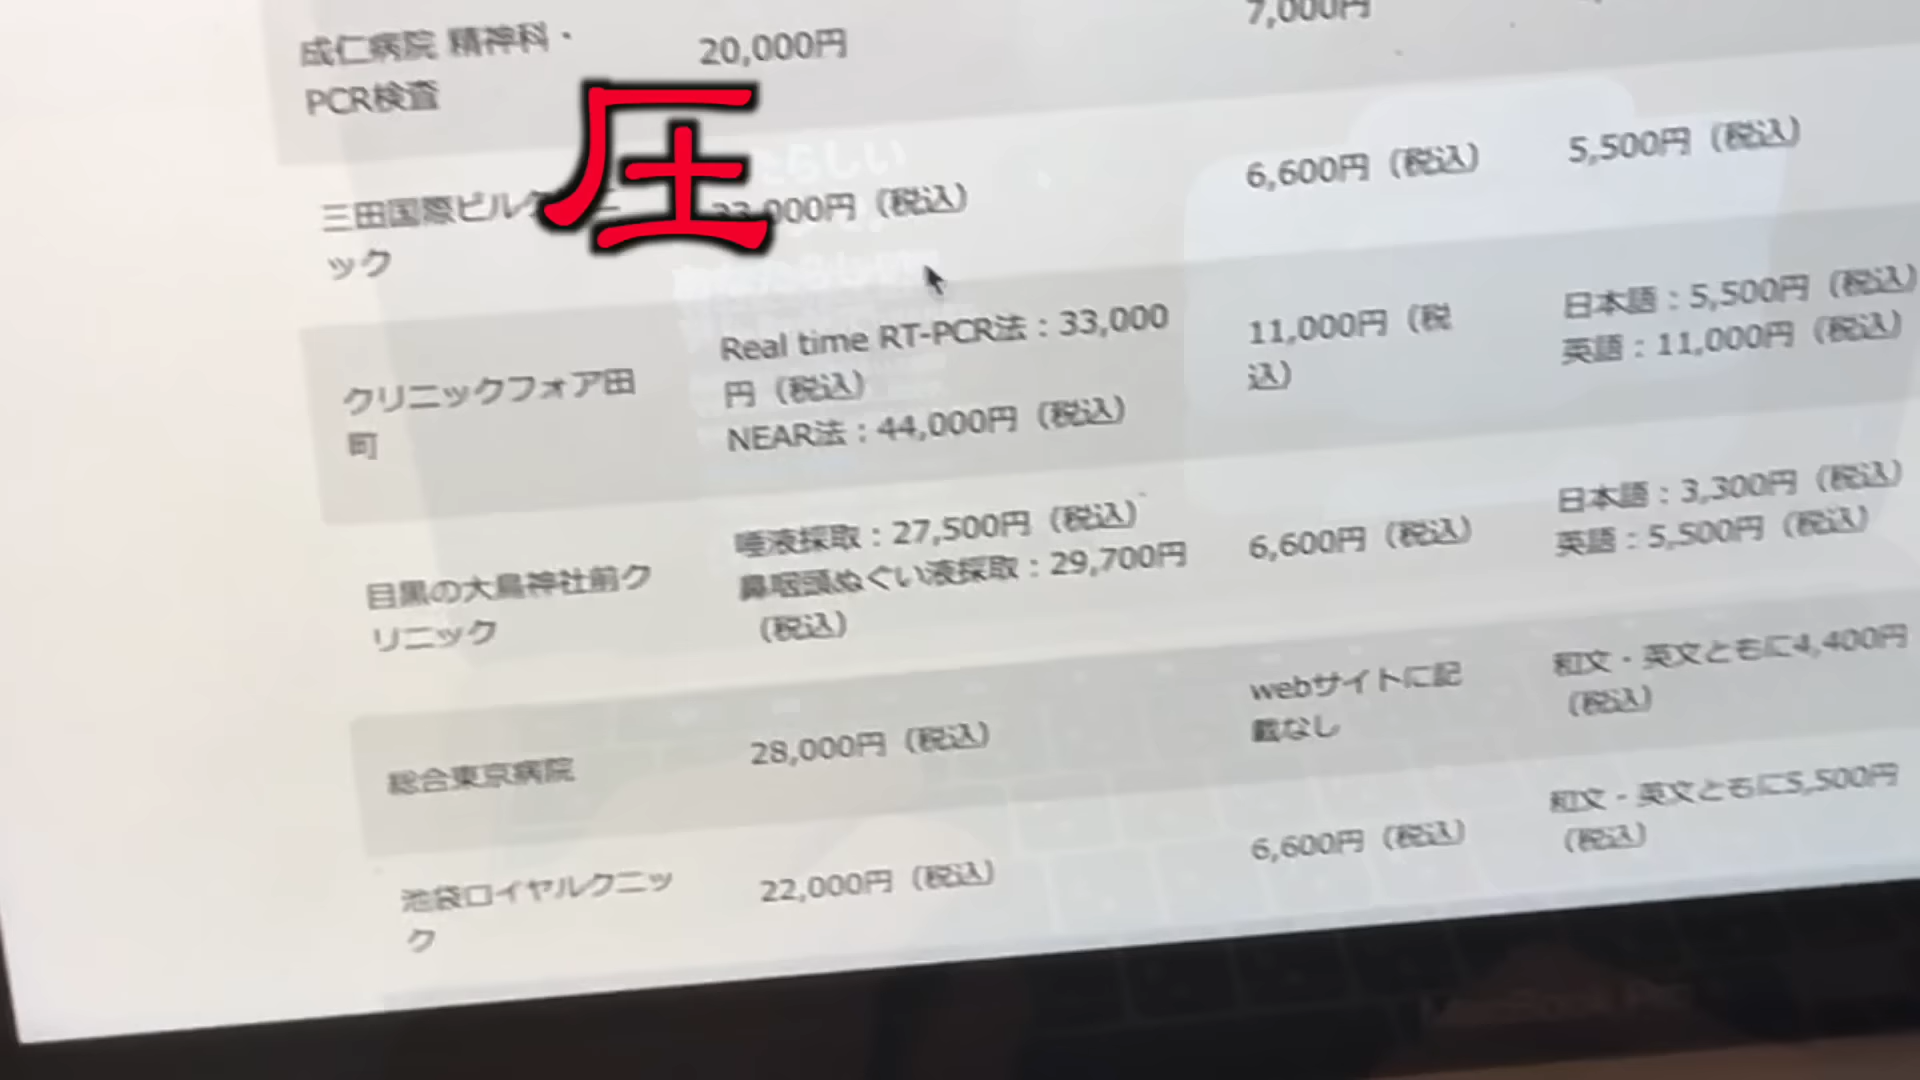 成仁病院 精神科・
PCR検査
20,000円
7,000円
圧
三田国際ビルク
ック
33,000円（税込）
6,600円（税込）
5,500円（税込）
クリニックフォア田
町
Real time RT-PCR法：33,000
円（税込）
NEAR法：44,000円（税込）
11,000円（税
込）
日本語：5,500円（税込）
英語：11,000円（税込）
目黒の大鳥神社前ク
リニック
唾液採取：27,500円（税込）
鼻咽頭ぬぐい液採取：29,700円
（税込）
6,600円（税込）
日本語：3,300円（税込）
英語：5,500円（税込）
総合東京病院
28,000円（税込）
webサイトに記
載なし
和文・英文ともに4,400円
（税込）
池袋ロイヤルクニッ
ク
22,000円（税込）
6,600円（税込）
和文・英文ともに5,500円
（税込）